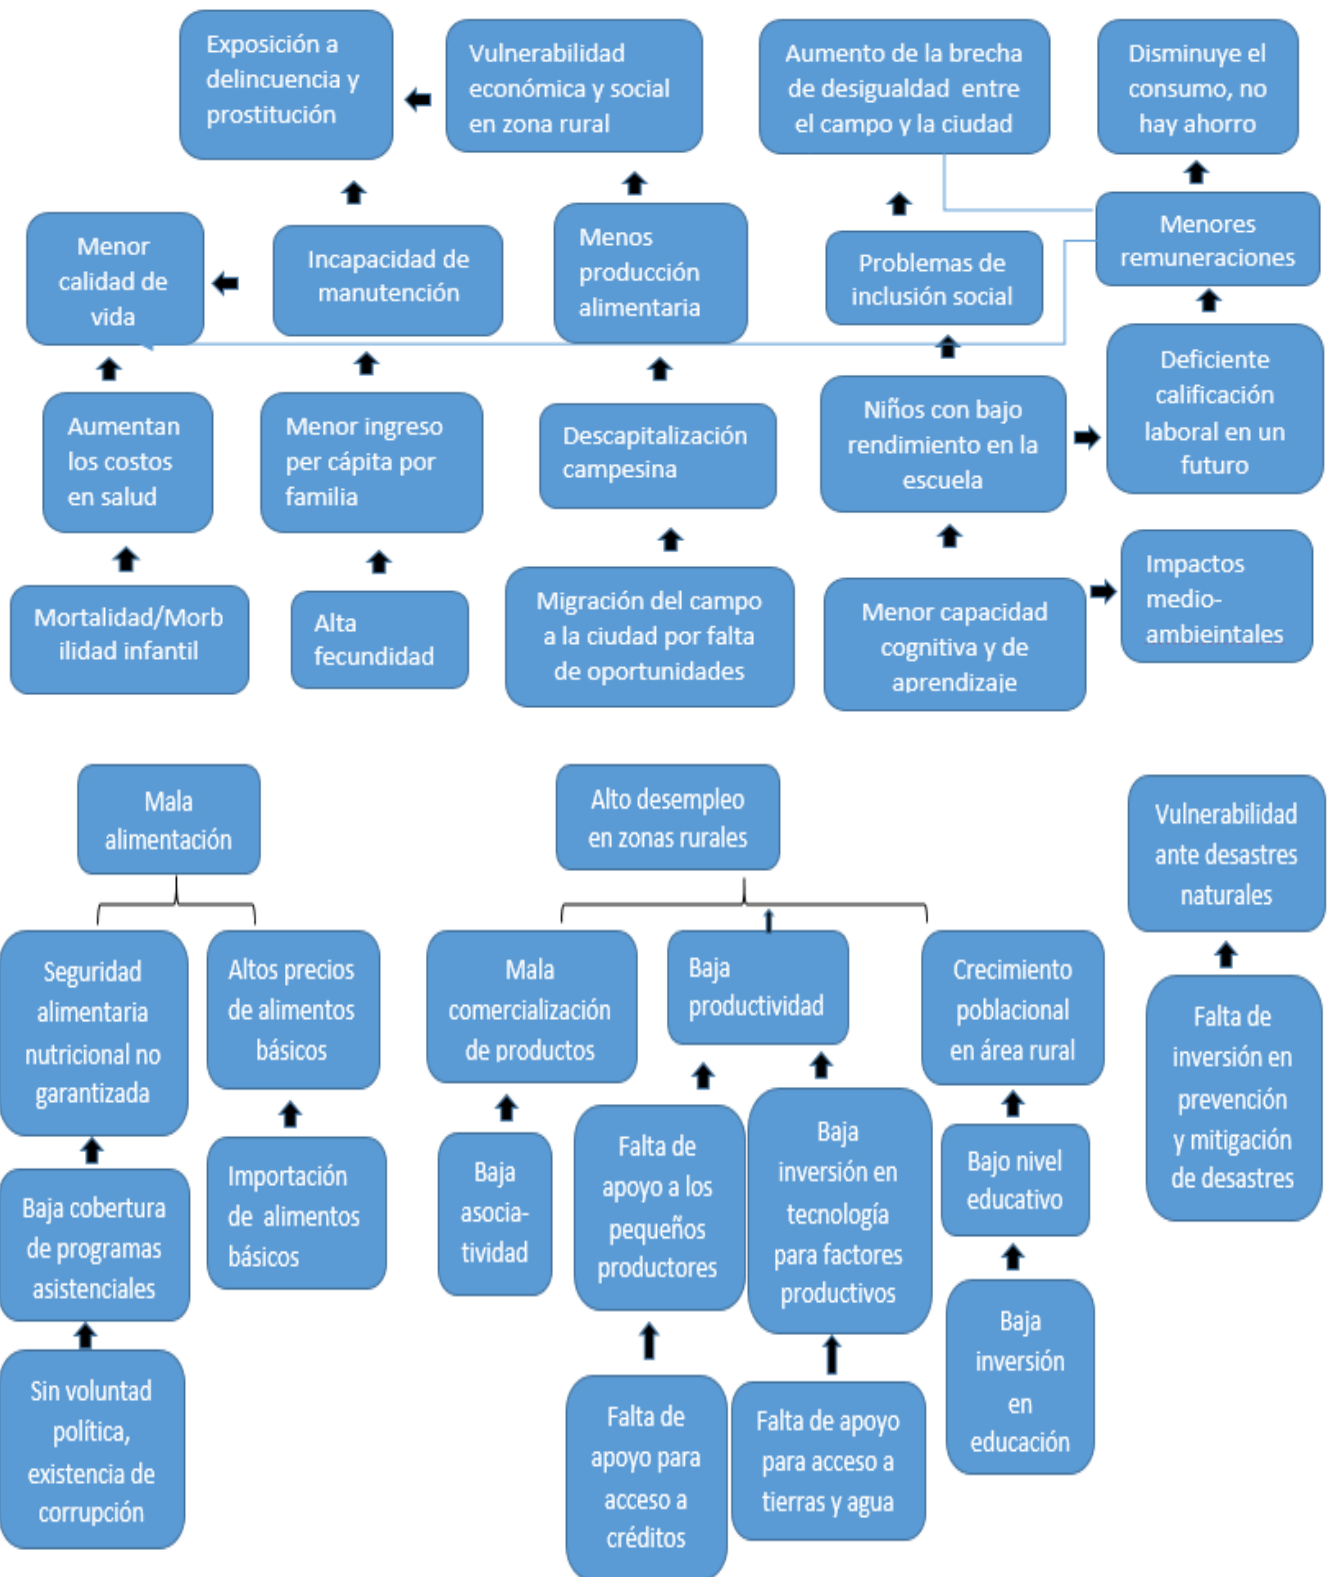 Exposición a
delincuencia y
prostitución
Vulnerabilidad
económica y social
en zona rural
Aumento de la brecha
de desigualdad entre
el campo y la ciudad
Disminuye el
consumo, no
hay ahorro
Menor
calidad de
vida
Incapacidad de
manutención
Menos
producción
alimentaria
Problemas de
inclusión social
Menores
remuneraciones
Aumentan
los costos
en salud
Menor ingreso
per cápita por
familia
Descapitalización
campesina
Niños con bajo
rendimiento en la
escuela
Deficiente
calificación
laboral en un
futuro
Mortalidad/Morb
ilidad infantil
Alta
fecundidad
Migración del campo
a la ciudad por falta
de oportunidades
Menor capacidad
cognitiva y de
aprendizaje
Impactos
medio-
ambieintales
Mala
alimentación
Alto desempleo
en zonas rurales
Vulnerabilidad
ante desastres
naturales
Seguridad
alimentaria
nutricional no
garantizada
Altos precios
de alimentos
básicos
Mala
comercialización
de productos
Baja
productividad
Crecimiento
poblacional
en área rural
Falta de
inversión en
prevención
y mitigación
de desastres
Baja cobertura
de programas
asistenciales
Importación
de alimentos
básicos
Baja
asocia-
tividad
Falta de
apoyo a los
pequeños
productores
Baja
inversión en
tecnología
para factores
productivos
Bajo nivel
educativo
Sin voluntad
política,
existencia de
corrupción
Falta de
apoyo para
acceso a
créditos
Falta de apoyo
para acceso a
tierras y agua
Baja
inversión
en
educación